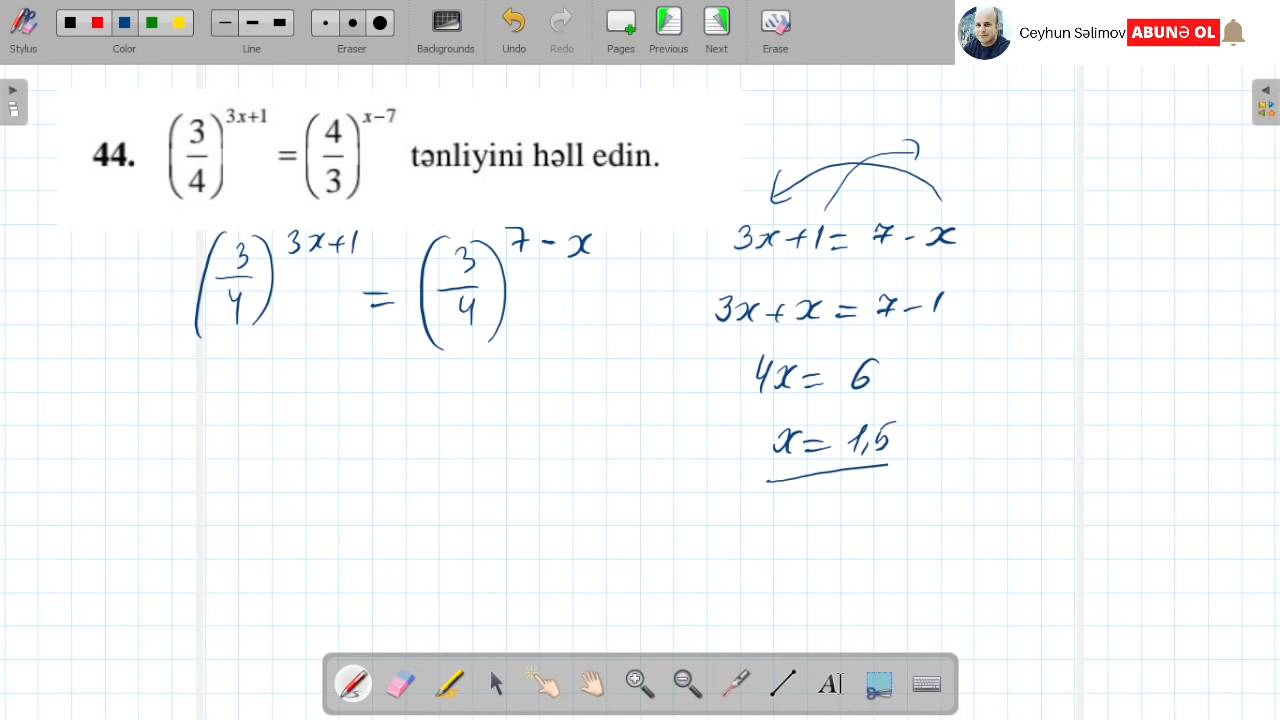 Stylus
Color
Line
Eraser
Backgrounds
Undo
Redo
Pages
Previous
Next
Erase
Ceyhun Səlimov ABUNƏ OL
44. (3/4)^{3x+1} = (4/3)^{x-7} tənliyini həll edin.
(3/4)^{3x+1} = (3/4)^{7-x}
3x+1 = 7-x
3x+x = 7-1
4x = 6
x = 1,5